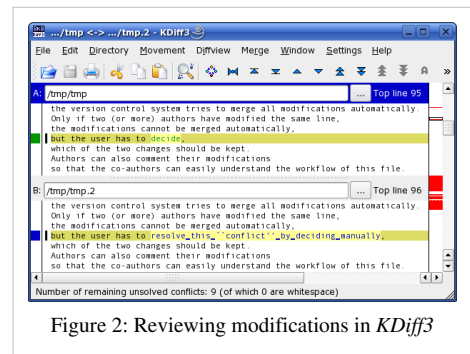 .../tmp <-> .../tmp.2 - KDiff3
File Edit Directory Movement Diffview Merge Window Settings Help
A: /tmp/tmp ... Top line 95
the version control system tries to merge all modifications automatically.
Only if two (or more) authors have modified the same line,
the modifications cannot be merged automatically,
but the user has to decide,
which of the two changes should be kept.
Authors can also comment their modifications
so that the co-authors can easily understand the workflow of this file.
B: /tmp/tmp.2 ... Top line 96
the version control system tries to merge all modifications automatically.
Only if two (or more) authors have modified the same line,
the modifications cannot be merged automatically,
but the user has to resolve_this_``conflict''_by_deciding_manually,
which of the two changes should be kept.
Authors can also comment their modifications
so that the co-authors can easily understand the workflow of this file.
Number of remaining unsolved conflicts: 9 (of which 0 are whitespace)
Figure 2: Reviewing modifications in KDiff3